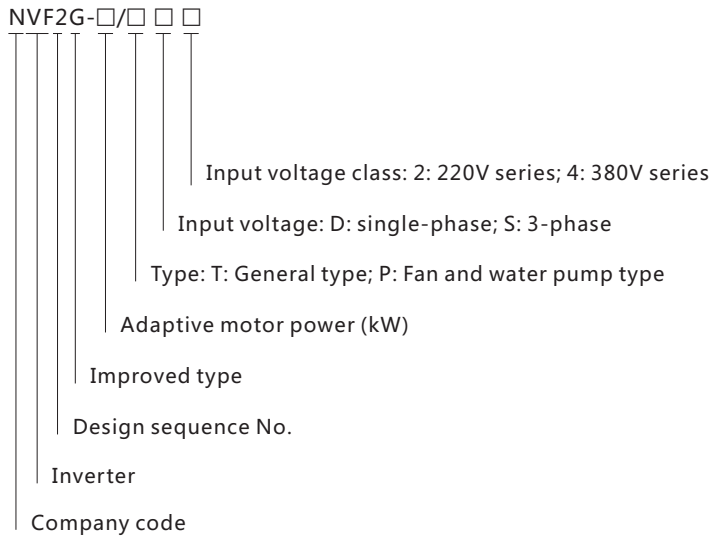 NVF2G-□/□ □ □
Input voltage class: 2: 220V series; 4: 380V series
Input voltage: D: single-phase; S: 3-phase
Type: T: General type; P: Fan and water pump type
Adaptive motor power (kW)
Improved type
Design sequence No.
Inverter
Company code